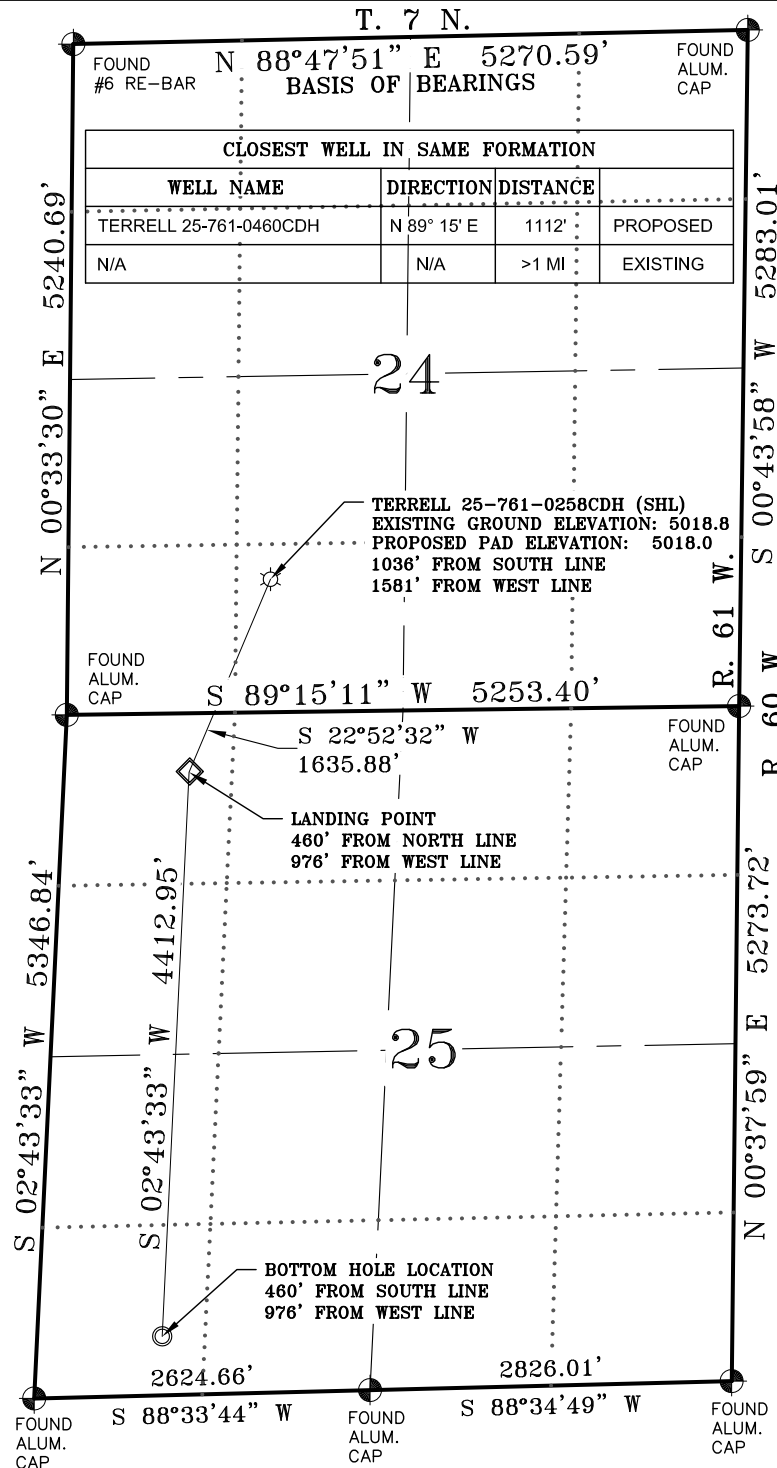 T. 7 N.
N 88°47'51" E 5270.59'
BASIS OF BEARINGS
FOUND
#6 RE-BAR
FOUND
ALUM.
CAP
CLOSEST WELL IN SAME FORMATION
WELL NAME DIRECTION DISTANCE
TERRELL 25-761-0460CDH N 89° 15' E 1112' PROPOSED
N/A N/A >1 MI EXISTING
N 00°33'30" E 5240.69'
S 00°43'58" W 5283.01'
24
TERRELL 25-761-0258CDH (SHL)
EXISTING GROUND ELEVATION: 5018.8
PROPOSED PAD ELEVATION: 5018.0
1036' FROM SOUTH LINE
1581' FROM WEST LINE
R. 61 W.
R. 60 W
FOUND
ALUM.
CAP
S 89°15'11" W 5253.40'
FOUND
ALUM.
CAP
S 22°52'32" W
1635.88'
LANDING POINT
460' FROM NORTH LINE
976' FROM WEST LINE
S 02°43'33" W 5346.84'
S 02°43'33" W 4412.95'
N 00°37'59" E 5273.72'
25
BOTTOM HOLE LOCATION
460' FROM SOUTH LINE
976' FROM WEST LINE
2624.66'
S 88°33'44" W
2826.01'
S 88°34'49" W
FOUND
ALUM.
CAP
FOUND
ALUM.
CAP
FOUND
ALUM.
CAP